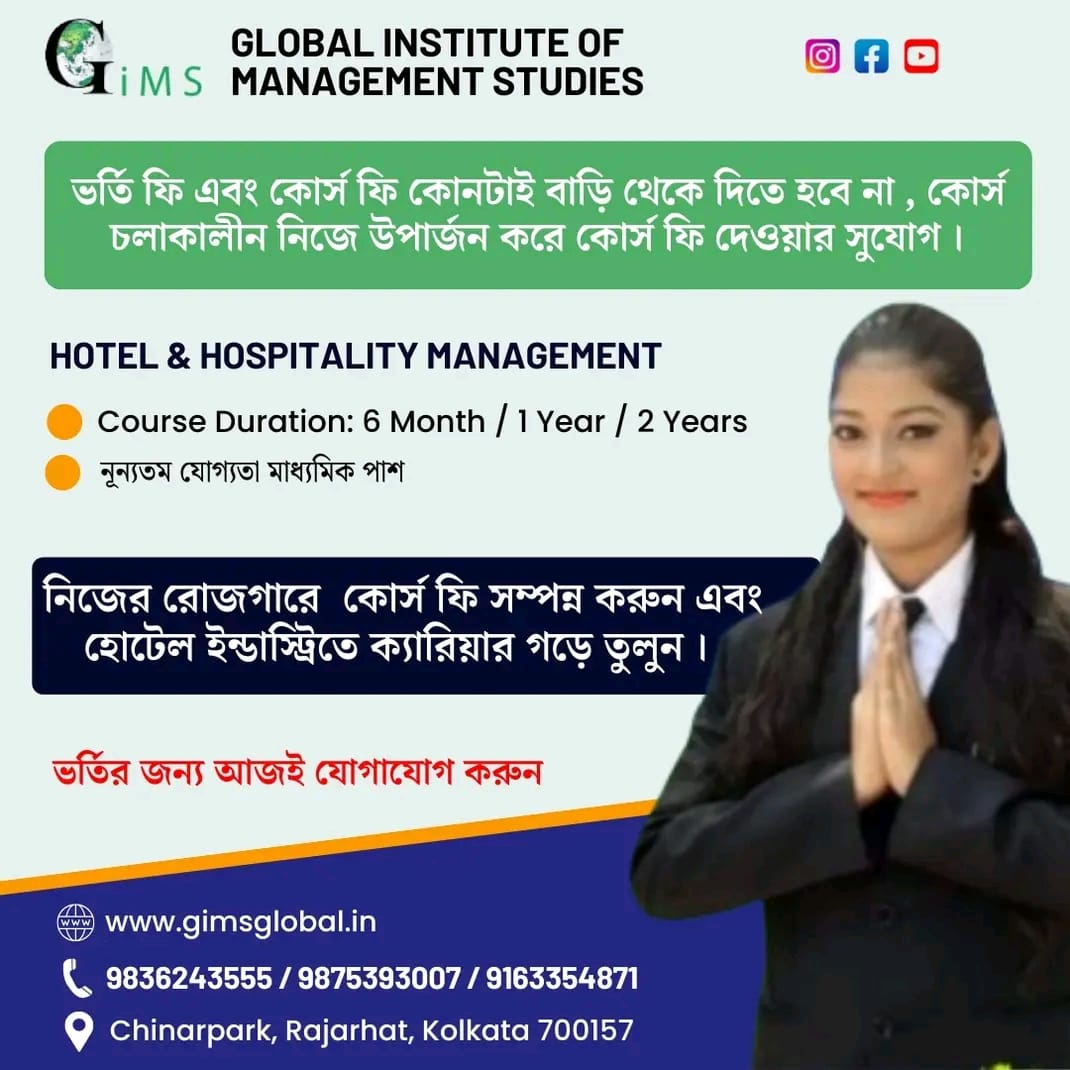 GiMS
GLOBAL INSTITUTE OF
MANAGEMENT STUDIES
ভর্তি ফি এবং কোর্স ফি কোনটাই বাড়ি থেকে দিতে হবে না , কোর্স
চলাকালীন নিজে উপার্জন করে কোর্স ফি দেওয়ার সুযোগ।
HOTEL & HOSPITALITY MANAGEMENT
Course Duration: 6 Month / 1 Year / 2 Years
নূন্যতম যোগ্যতা মাধ্যমিক পাশ
নিজের রোজগারে কোর্স ফি সম্পন্ন করুন এবং
হোটেল ইন্ডাস্ট্রিতে ক্যারিয়ার গড়ে তুলুন।
ভর্তির জন্য আজই যোগাযোগ করুন
www
www.gimsglobal.in
9836243555 / 9875393007 / 9163354871
Chinarpark, Rajarhat, Kolkata 700157